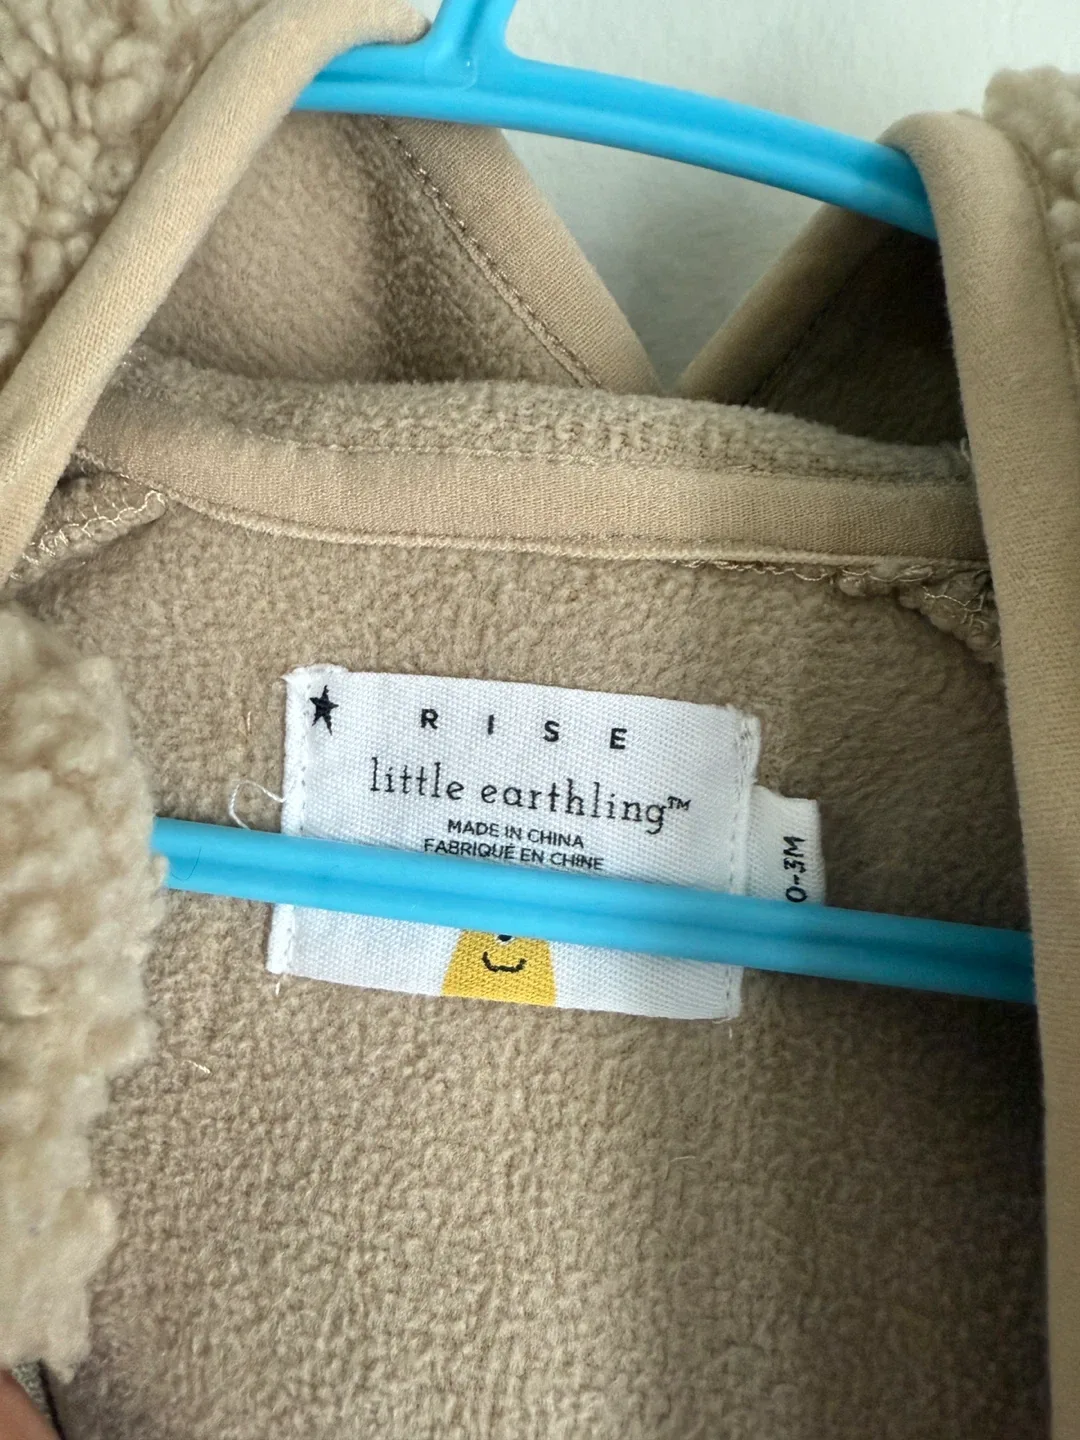 RISE
little earthling™
MADE IN CHINA
FABRIQUÉ EN CHINE
0-3M